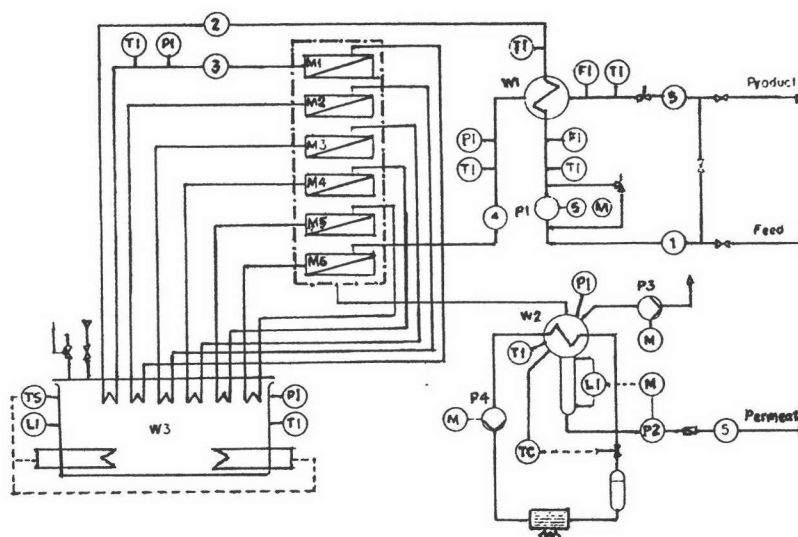 2
TI
PI
3
M1
M2
M3
M4
M5
M6
TI
W1
FI
TI
5
Product
PI
TI
FI
TI
4
P1
S
M
1
Feed
PI
P3
M
W2
TI
LI
M
P4
M
TC
P2
5
Permeat
TS
LI
W3
PI
TI